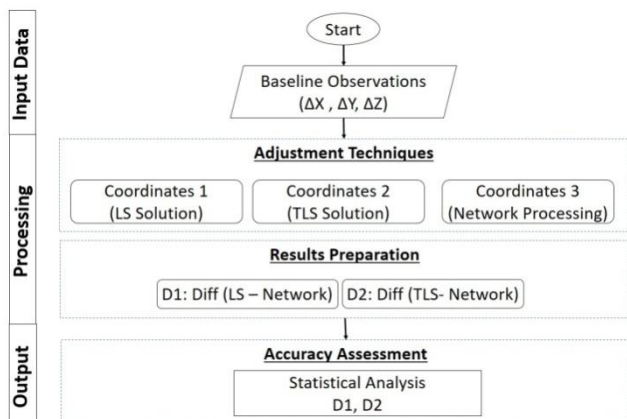 Input Data
Start
Baseline Observations
(ΔX , ΔY, ΔZ)
Processing
Adjustment Techniques
Coordinates 1
(LS Solution)
Coordinates 2
(TLS Solution)
Coordinates 3
(Network Processing)
Results Preparation
D1: Diff (LS – Network)
D2: Diff (TLS- Network)
Output
Accuracy Assessment
Statistical Analysis
D1, D2